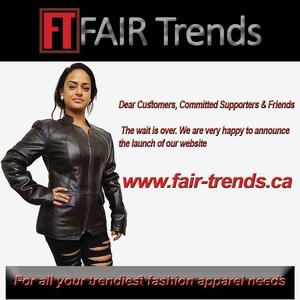 FT FAIR Trends
Dear Customers, Committed Supporters & Friends
The wait is over. We are very happy to announce
the launch of our website
www.fair-trends.ca
For all your trendiest fashion apparel needs